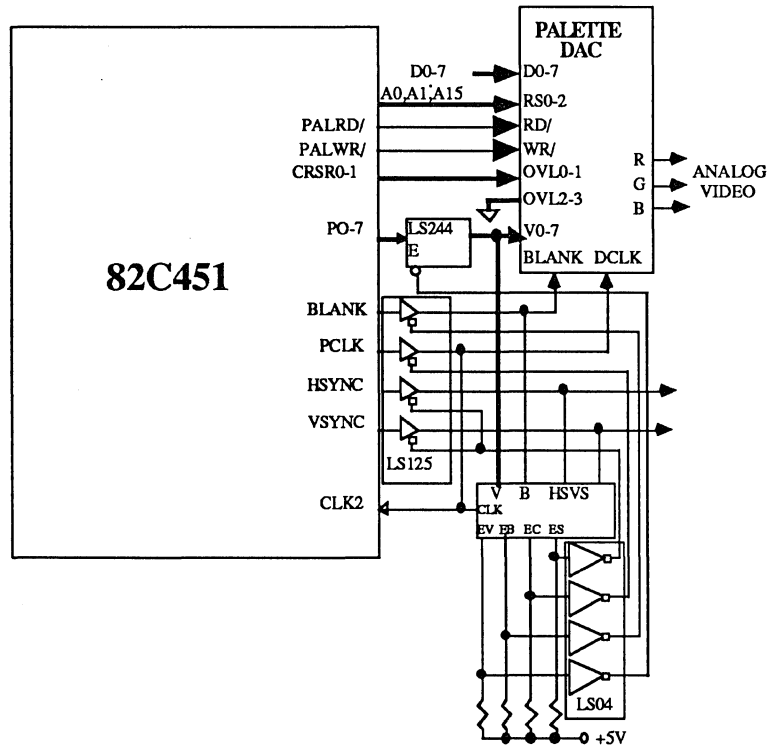 PALETTE
DAC
D0-7
D0-7
A0,A1,A15
RS0-2
PALRD/
RD/
PALWR/
WR/
CRSR0-1
OVL0-1
OVL2-3
R
G
B
ANALOG
VIDEO
PO-7
LS244
E
V0-7
BLANK DCLK
82C451
BLANK
PCLK
HSYNC
VSYNC
LS125
CLK2
V B HSVS
CLK
EV EB EC ES
LS04
+5V